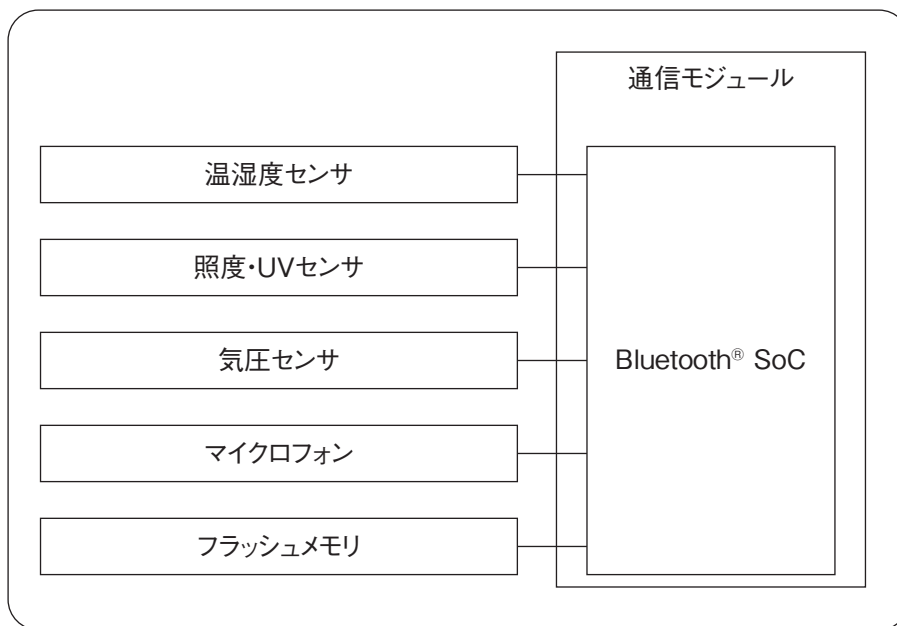 通信モジュール
温湿度センサ
照度・UVセンサ
気圧センサ
マイクロフォン
フラッシュメモリ
Bluetooth® SoC